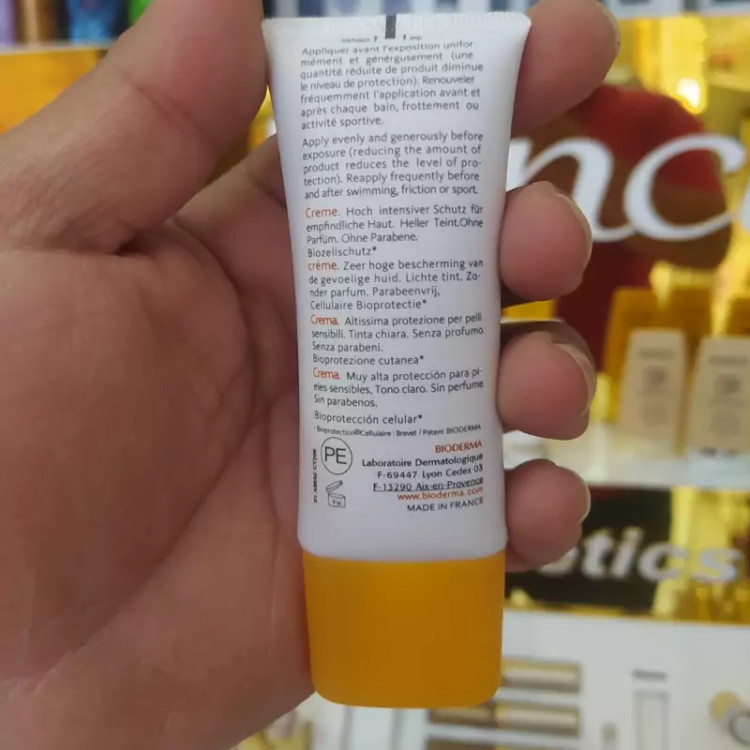 Appliquer avant l'exposition unifor
mément et générgusement (une
quantité réduite de produit diminue
le niveau de protection). Renouveler
fréquemment l'application avant et
après chaque bain, frottement ou
activité sportive.
Apply evenly and generously before
exposure (reducing the amount of
product reduces the level of pro-
tection). Reapply frequently before
and after swimming, friction or sport.
Creme. Hoch intensiver Schutz für
empfindliche Haut. Heller Teint.Ohne
Parfüm. Ohne Parabene.
Biozellschutz*
crème. Zeer hoge bescherming van
de gevoelige huid. Lichte tint. Zo-
nder parfum. Parabeenvrij,
Cellulaire Bioprotectie*
Crema. Altissima protezione per pelli
sensibili. Tinta chiara. Senza profumo
Senza parabeni.
Bioprotezione cutanea*
Crema. Muy alta protección para pi-
eles sensibles, Tono claro. Sin perfume
Sin parabenos.
Bioprotección celular*
* Bioprotection®Cellulaire : Brevet / Patent BIODERMA
PE
BIODERMA
Laboratoire Dermatologique
F-69447 Lyon Cedex 03
F-13290 Aix-en-Provence
www.bioderma.com
MADE IN FRANCE
nc
etics